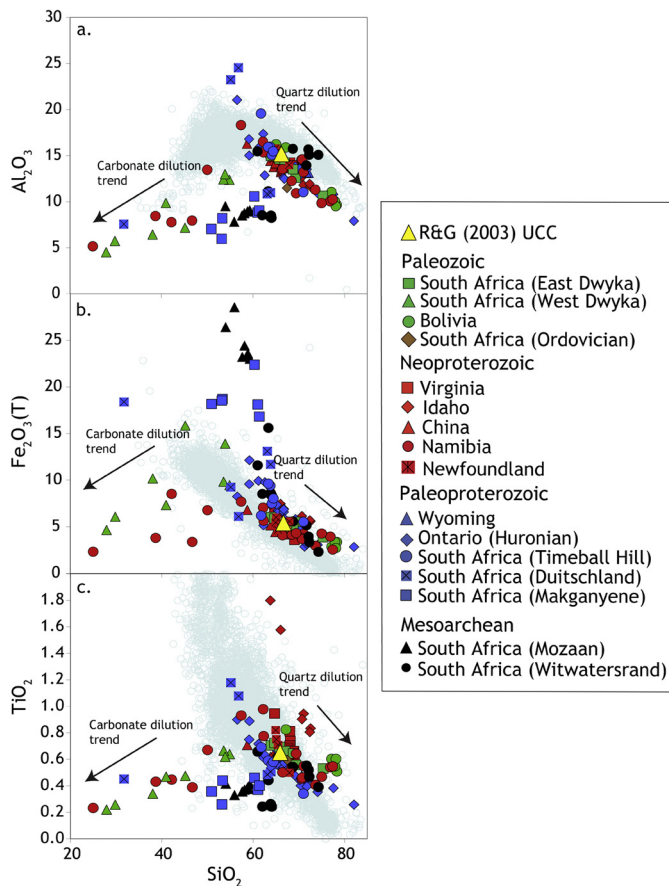 30
a.
25
Quartz dilution
trend
20
15
Al2O3
Carbonate dilution
trend
10
5
0
b.
25
20
Fe2O3(T)
15
Carbonate dilution
trend
Quartz dilution
trend
10
5
0
c.
1.8
1.6
1.4
Quartz dilution
trend
1.2
TiO2
1.0
Carbonate dilution
trend
0.8
0.6
0.4
0.2
0.0
20 40 60 80
SiO2
R&G (2003) UCC
Paleozoic
South Africa (East Dwyka)
South Africa (West Dwyka)
Bolivia
South Africa (Ordovician)
Neoproterozoic
Virginia
Idaho
China
Namibia
Newfoundland
Paleoproterozoic
Wyoming
Ontario (Huronian)
South Africa (Timeball Hill)
South Africa (Duitschland)
South Africa (Makganyene)
Mesoarchean
South Africa (Mozaan)
South Africa (Witwatersrand)